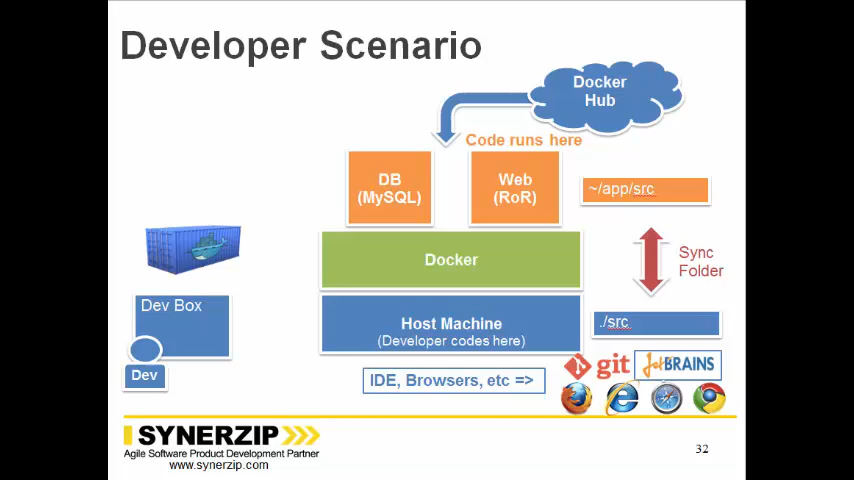 Developer Scenario
Docker
Hub
Code runs here
DB
(MySQL)
Web
(RoR)
~/app/src
Docker
Sync
Folder
Dev Box
Dev
Host Machine
(Developer codes here)
./src
IDE, Browsers, etc =>
git
JetBRAINS
SYNERZIP
Agile Software Product Development Partner
www.synerzip.com
32